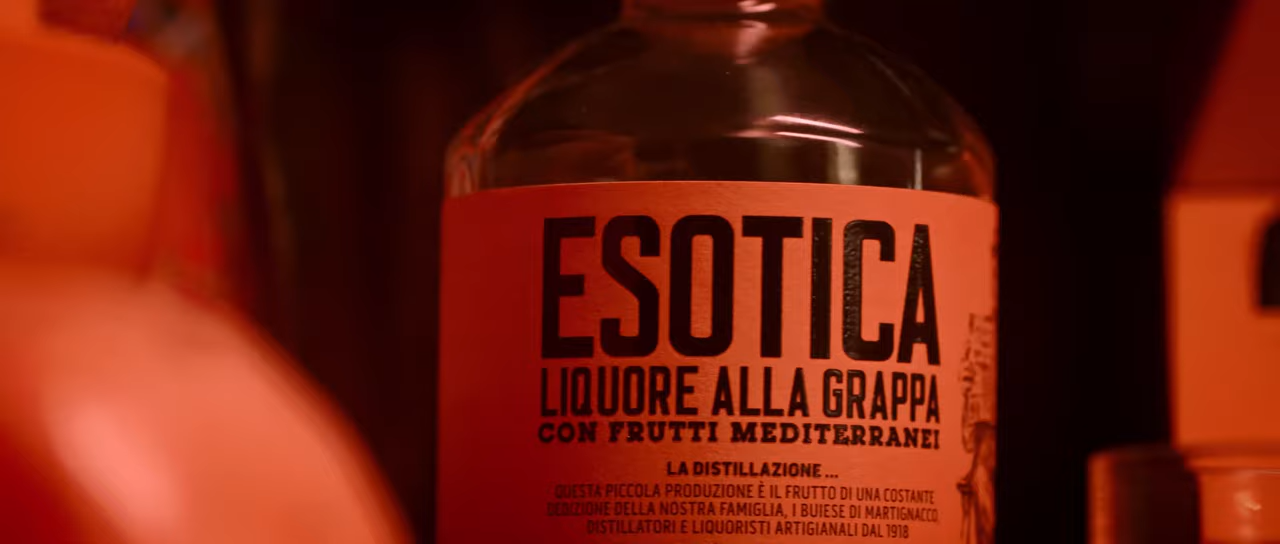 ESOTICA
LIQUORE ALLA GRAPPA
CON FRUTTI MEDITERRANEI
LA DISTILLAZIONE...
QUESTA PICCOLA PRODUZIONE È IL FRUTTO DI UNA COSTANTE
DEDIZIONE DELLA NOSTRA FAMIGLIA, I BUIESE DI MARTIGNACCO,
DISTILLATORI E LIQUORISTI ARTIGIANALI DAL 1918